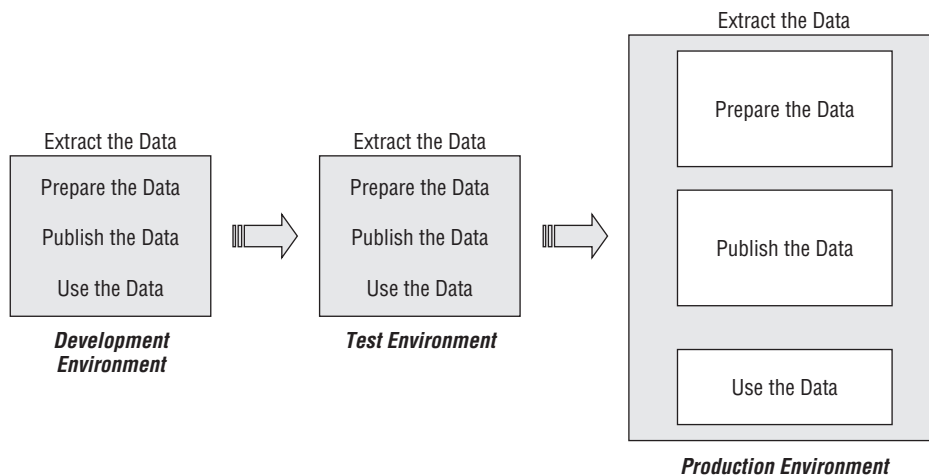 Extract the Data
Prepare the Data
Publish the Data
Use the Data
Development
Environment
Extract the Data
Prepare the Data
Publish the Data
Use the Data
Test Environment
Extract the Data
Prepare the Data
Publish the Data
Use the Data
Production Environment